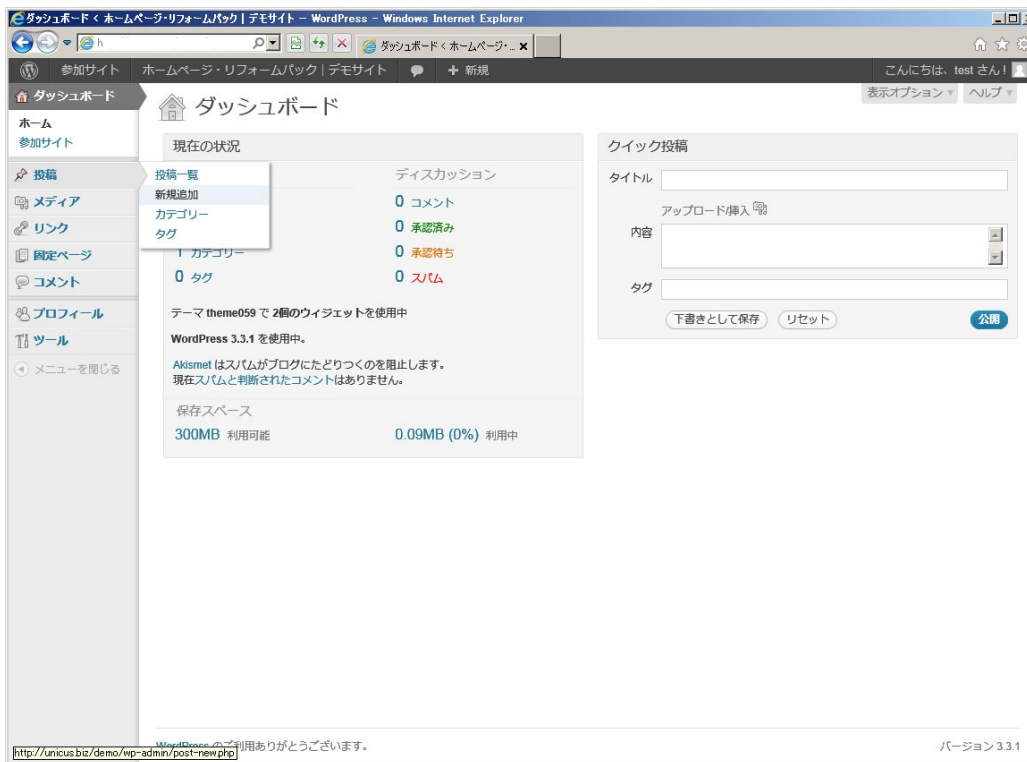 ダッシュボード < ホームページ・リフォームパック | デモサイト — WordPress - Windows Internet Explorer
h
ダッシュボード < ホームページ・...
参加サイト ホームページ・リフォームパック | デモサイト + 新規 こんにちは、test さん!
表示オプション ヘルプ
ダッシュボード
ホーム
参加サイト
投稿
メディア
リンク
固定ページ
コメント
プロフィール
ツール
メニューを閉じる
投稿一覧
新規追加
カテゴリー
タグ
ダッシュボード
現在の状況
ディスカッション
0 コメント
0 承認済み
1 カテゴリー 0 承認待ち
0 タグ 0 スパム
テーマ theme059 で 2個のウィジェットを使用中
WordPress 3.3.1 を使用中。
Akismet はスパムがブログにたどりつくのを阻止します。
現在スパムと判断されたコメントはありません。
保存スペース
300MB 利用可能 0.09MB (0%) 利用中
クイック投稿
タイトル
アップロード/挿入
内容
タグ
下書きとして保存 リセット 公開
WordPress のご利用ありがとうございます。 バージョン 3.3.1
http://unicus.biz/demo/wp-admin/post-new.php